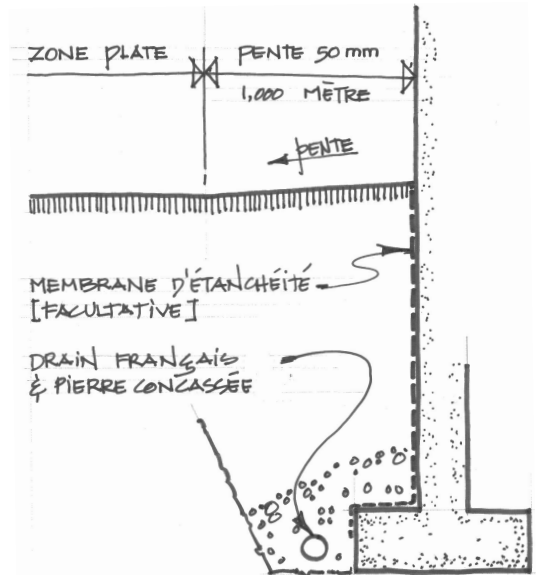 ZONE PLATE
PENTE 50 mm
1,000 MÈTRE
PENTE
MEMBRANE D'ÉTANCHÉITÉ
[FACULTATIVE]
DRAIN FRANÇAIS
& PIERRE CONCASSÉE